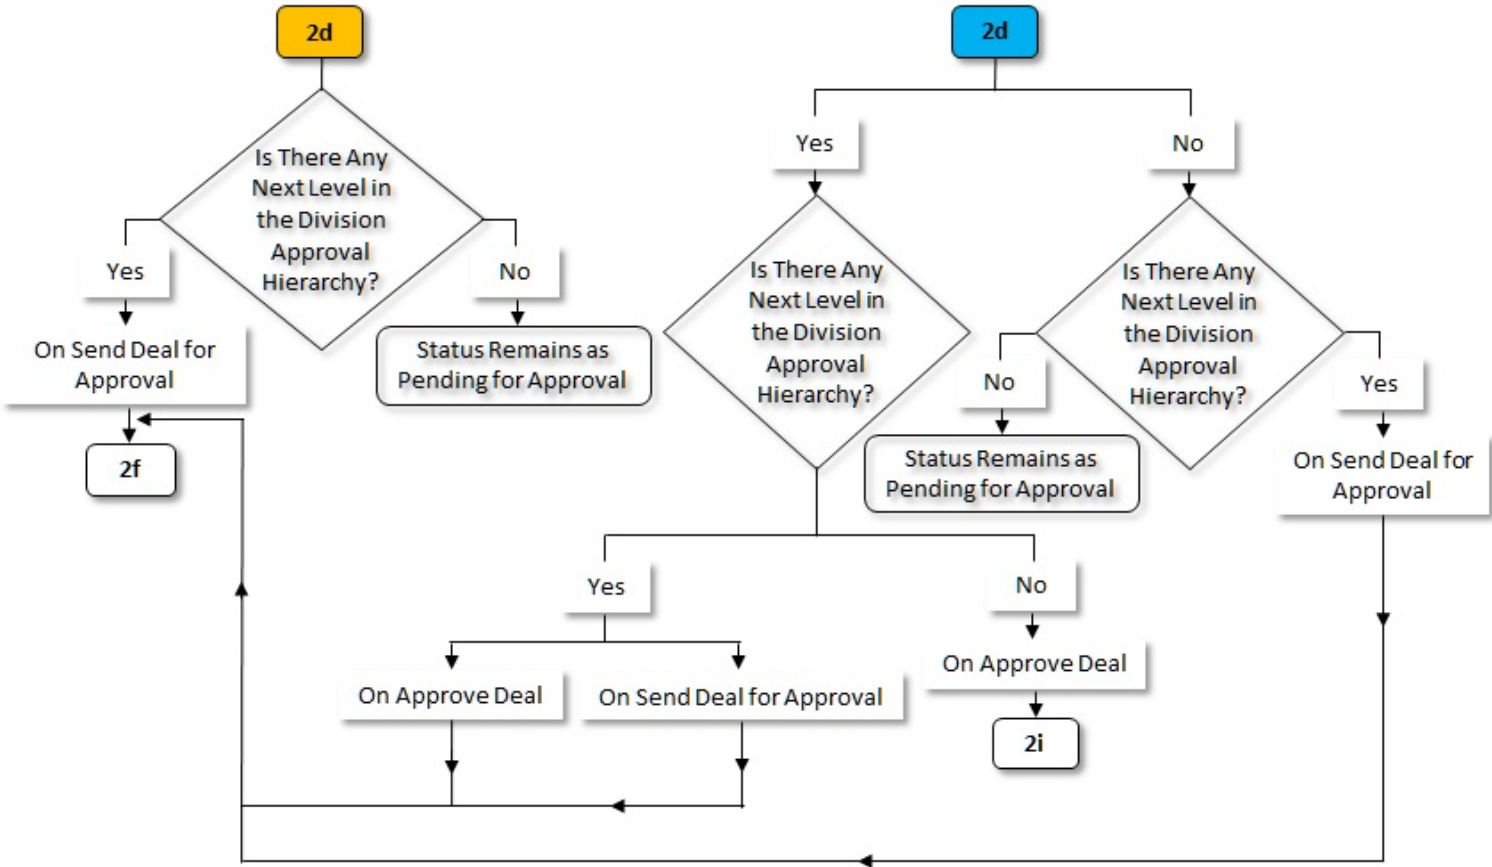 2d
Is There Any
Next Level in
the Division
Approval
Hierarchy?
Yes
No
On Send Deal for
Approval
Status Remains as
Pending for Approval
2f
2d
Yes
No
Is There Any
Next Level in
the Division
Approval
Hierarchy?
Is There Any
Next Level in
the Division
Approval
Hierarchy?
No
Yes
Status Remains as
Pending for Approval
On Send Deal for
Approval
Yes
No
On Approve Deal
On Send Deal for Approval
On Approve Deal
2i